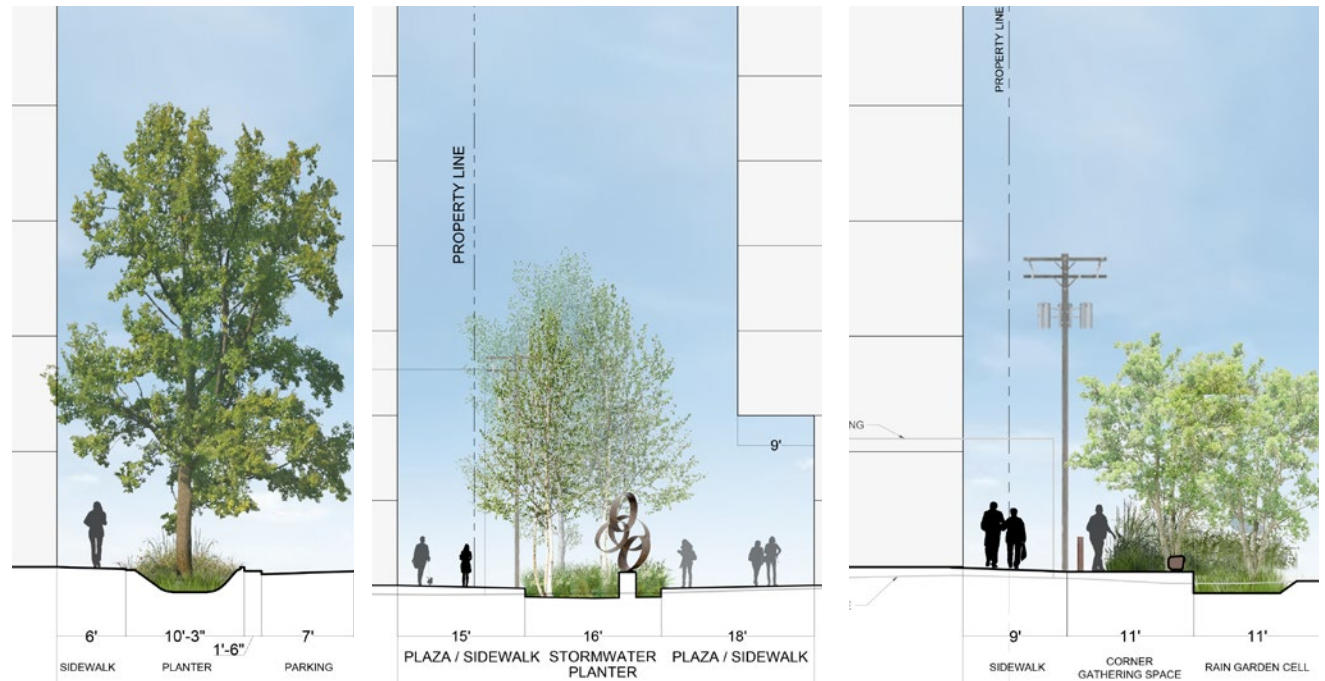 6'
10'-3"
1'-6"
7'
SIDEWALK
PLANTER
PARKING
PROPERTY LINE
9'
15'
16'
18'
PLAZA / SIDEWALK
STORMWATER
PLANTER
PLAZA / SIDEWALK
PROPERTY LINE
NG
9'
11'
11'
SIDEWALK
CORNER
GATHERING SPACE
RAIN GARDEN CELL